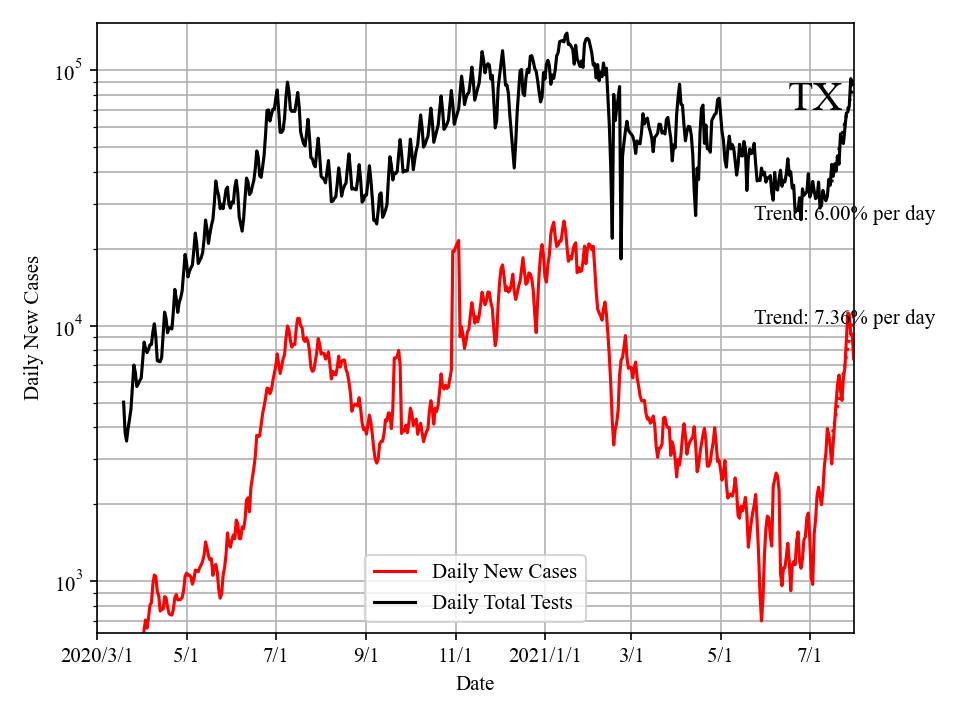 TX
10^5
Trend: 6.00% per day
Trend: 7.36% per day
10^4
10^3
Daily New Cases
Daily New Cases
Daily Total Tests
2020/3/1 5/1 7/1 9/1 11/1 2021/1/1 3/1 5/1 7/1
Date